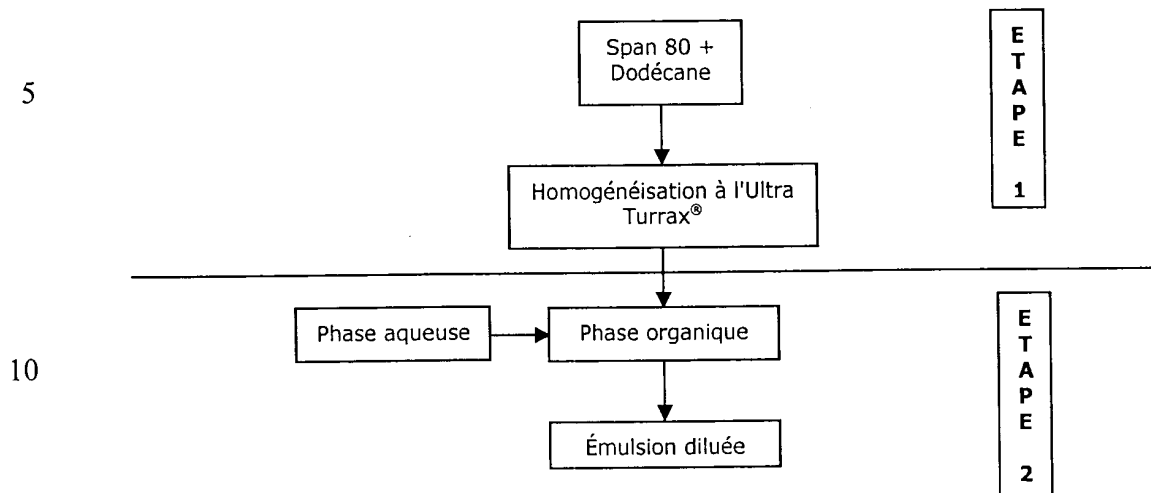 5
Span 80 +
Dodécane
E
T
A
P
E
1
Homogénéisation à l'Ultra
Turrax®
10
Phase aqueuse
Phase organique
Émulsion diluée
E
T
A
P
E
2